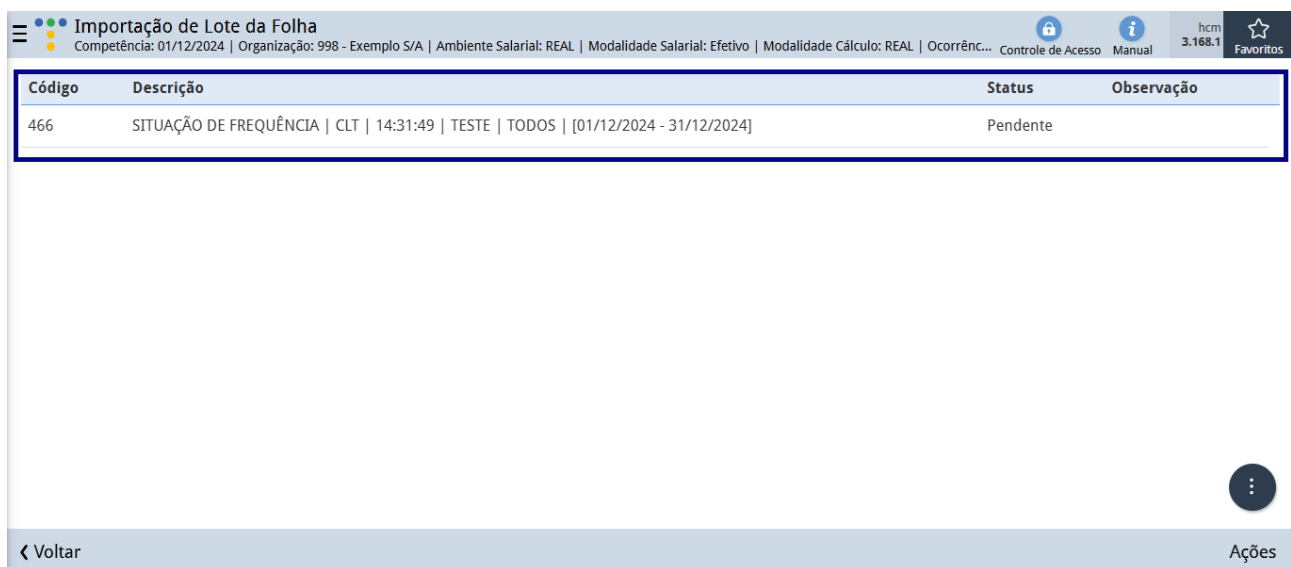 Importação de Lote da Folha
Competência: 01/12/2024 | Organização: 998 - Exemplo S/A | Ambiente Salarial: REAL | Modalidade Salarial: Efetivo | Modalidade Cálculo: REAL | Ocorrênc...
Controle de Acesso
Manual
hcm
3.168.1
Favoritos
Código Descrição Status Observação
466 SITUAÇÃO DE FREQUÊNCIA | CLT | 14:31:49 | TESTE | TODOS | [01/12/2024 - 31/12/2024] Pendente
Voltar Ações